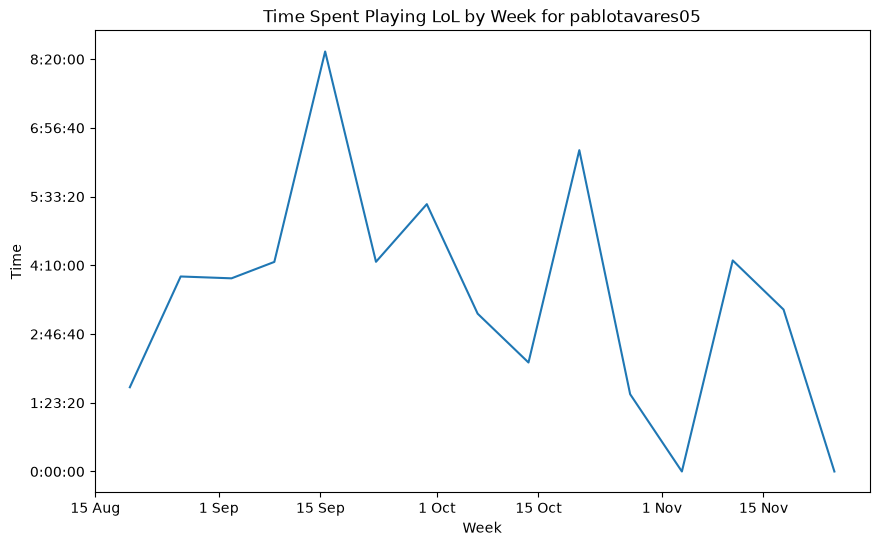 Time Spent Playing LoL by Week for pablotavares05
8:20:00
6:56:40
5:33:20
4:10:00
2:46:40
1:23:20
0:00:00
Time
15 Aug 1 Sep 15 Sep 1 Oct 15 Oct 1 Nov 15 Nov
Week